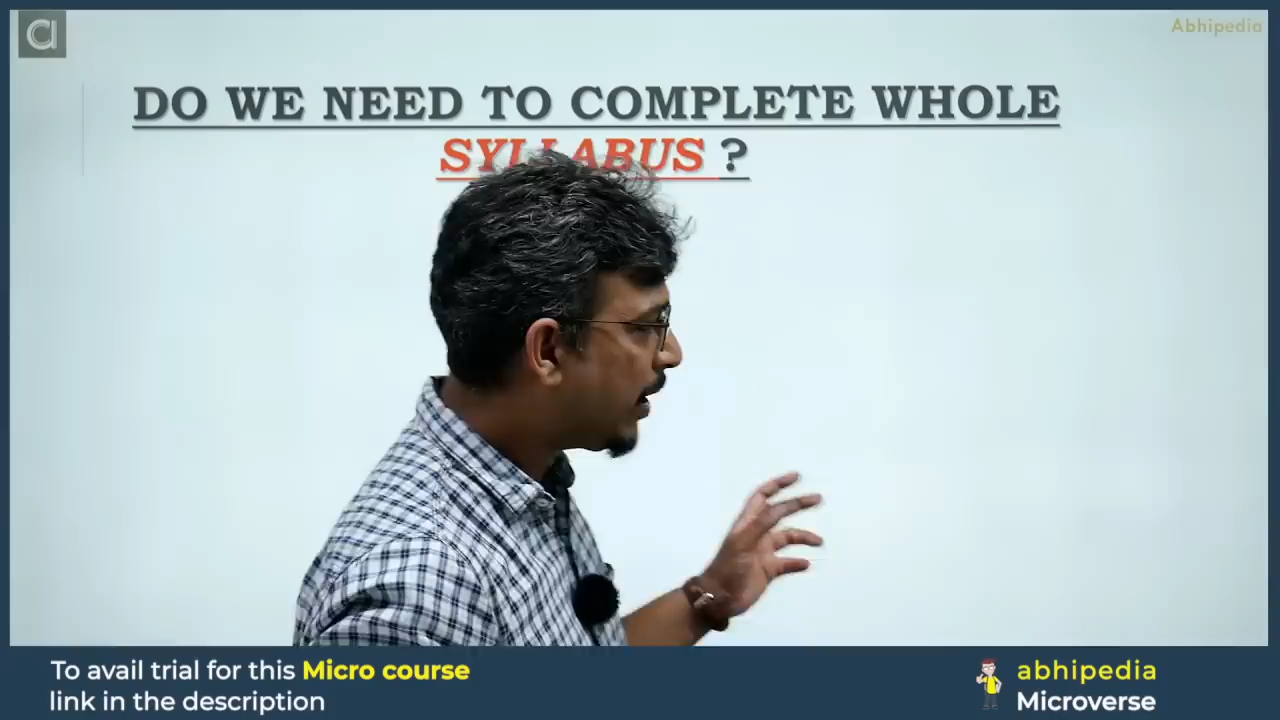 Abhipedia
DO WE NEED TO COMPLETE WHOLE
SYLLABUS ?
To avail trial for this Micro course
link in the description
abhipedia
Microverse